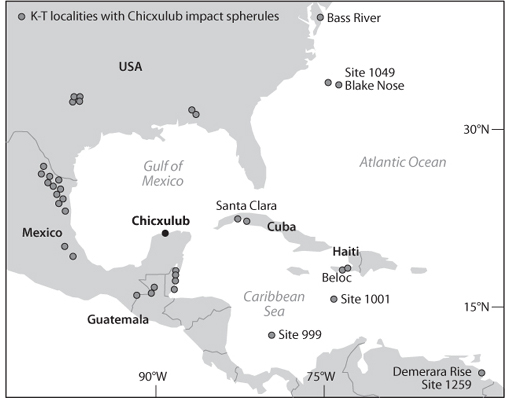 K-T localities with Chicxulub impact spherules
Bass River
USA
Site 1049
Blake Nose
30°N
Gulf of
Mexico
Atlantic Ocean
Santa Clara
Chicxulub
Cuba
Mexico
Haiti
Beloc
Caribbean
Sea
Site 1001
15°N
Guatemala
Site 999
Demerara Rise
Site 1259
90°W
75°W